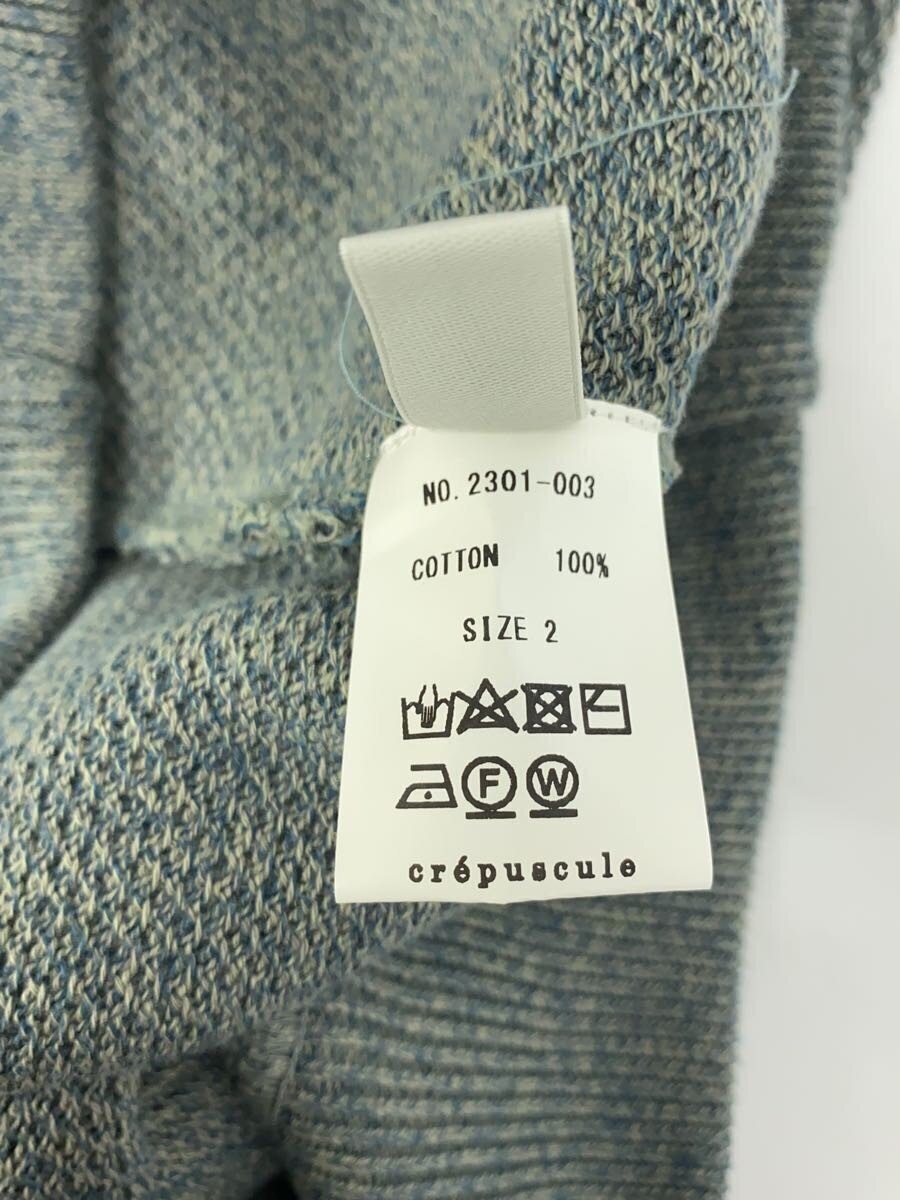 NO. 2301-003
COTTON 100%
SIZE 2
F W
crépuscule